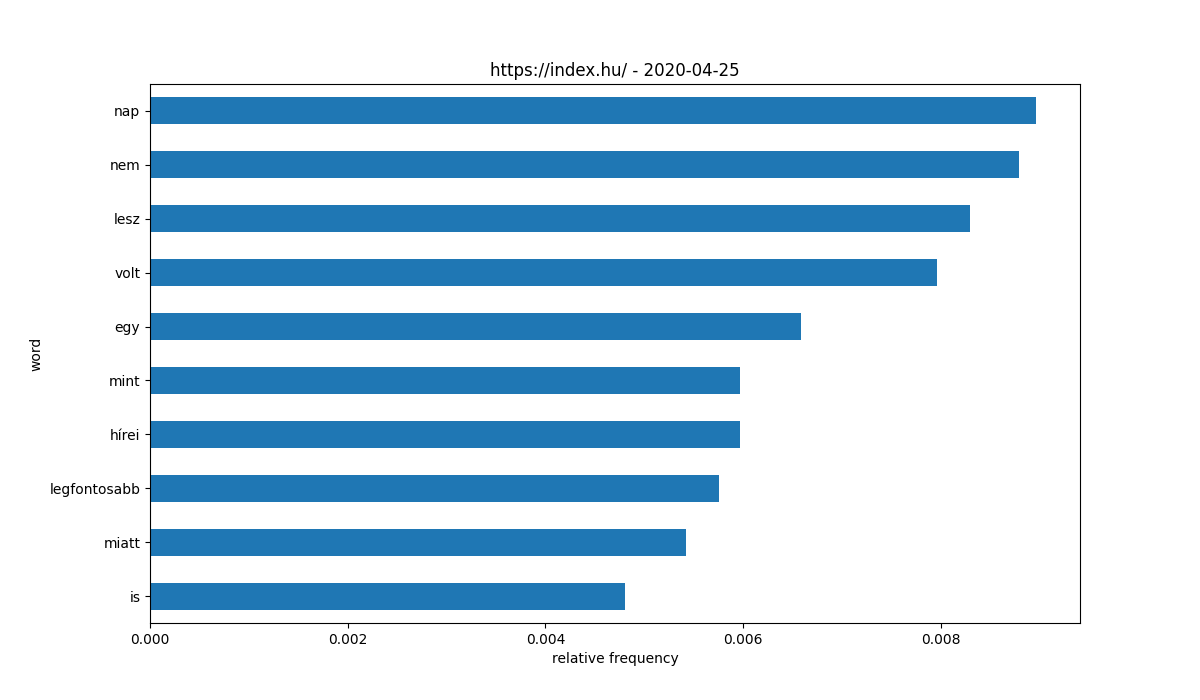 https://index.hu/ - 2020-04-25
nap
nem
lesz
volt
egy
mint
hírei
legfontosabb
miatt
is
word
0.000 0.002 0.004 0.006 0.008
relative frequency